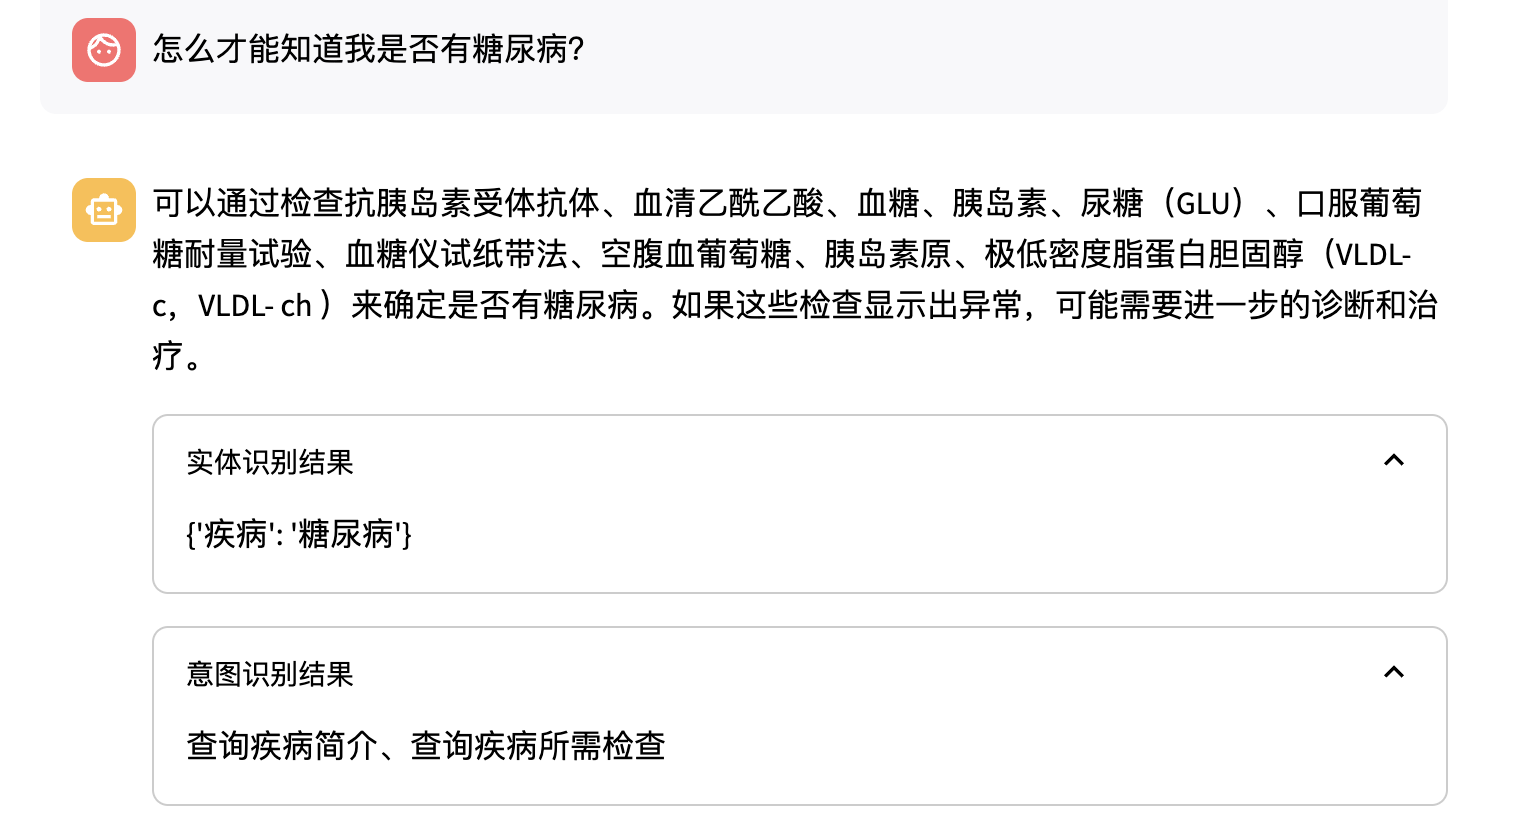 怎么才能知道我是否有糖尿病?
可以通过检查抗胰岛素受体抗体、血清乙酰乙酸、血糖、胰岛素、尿糖（GLU）、口服葡萄
糖耐量试验、血糖仪试纸带法、空腹血葡萄糖、胰岛素原、极低密度脂蛋白胆固醇（VLDL-
c，VLDL- ch ）来确定是否有糖尿病。如果这些检查显示出异常，可能需要进一步的诊断和治
疗。
实体识别结果
{'疾病': '糖尿病'}
意图识别结果
查询疾病简介、查询疾病所需检查